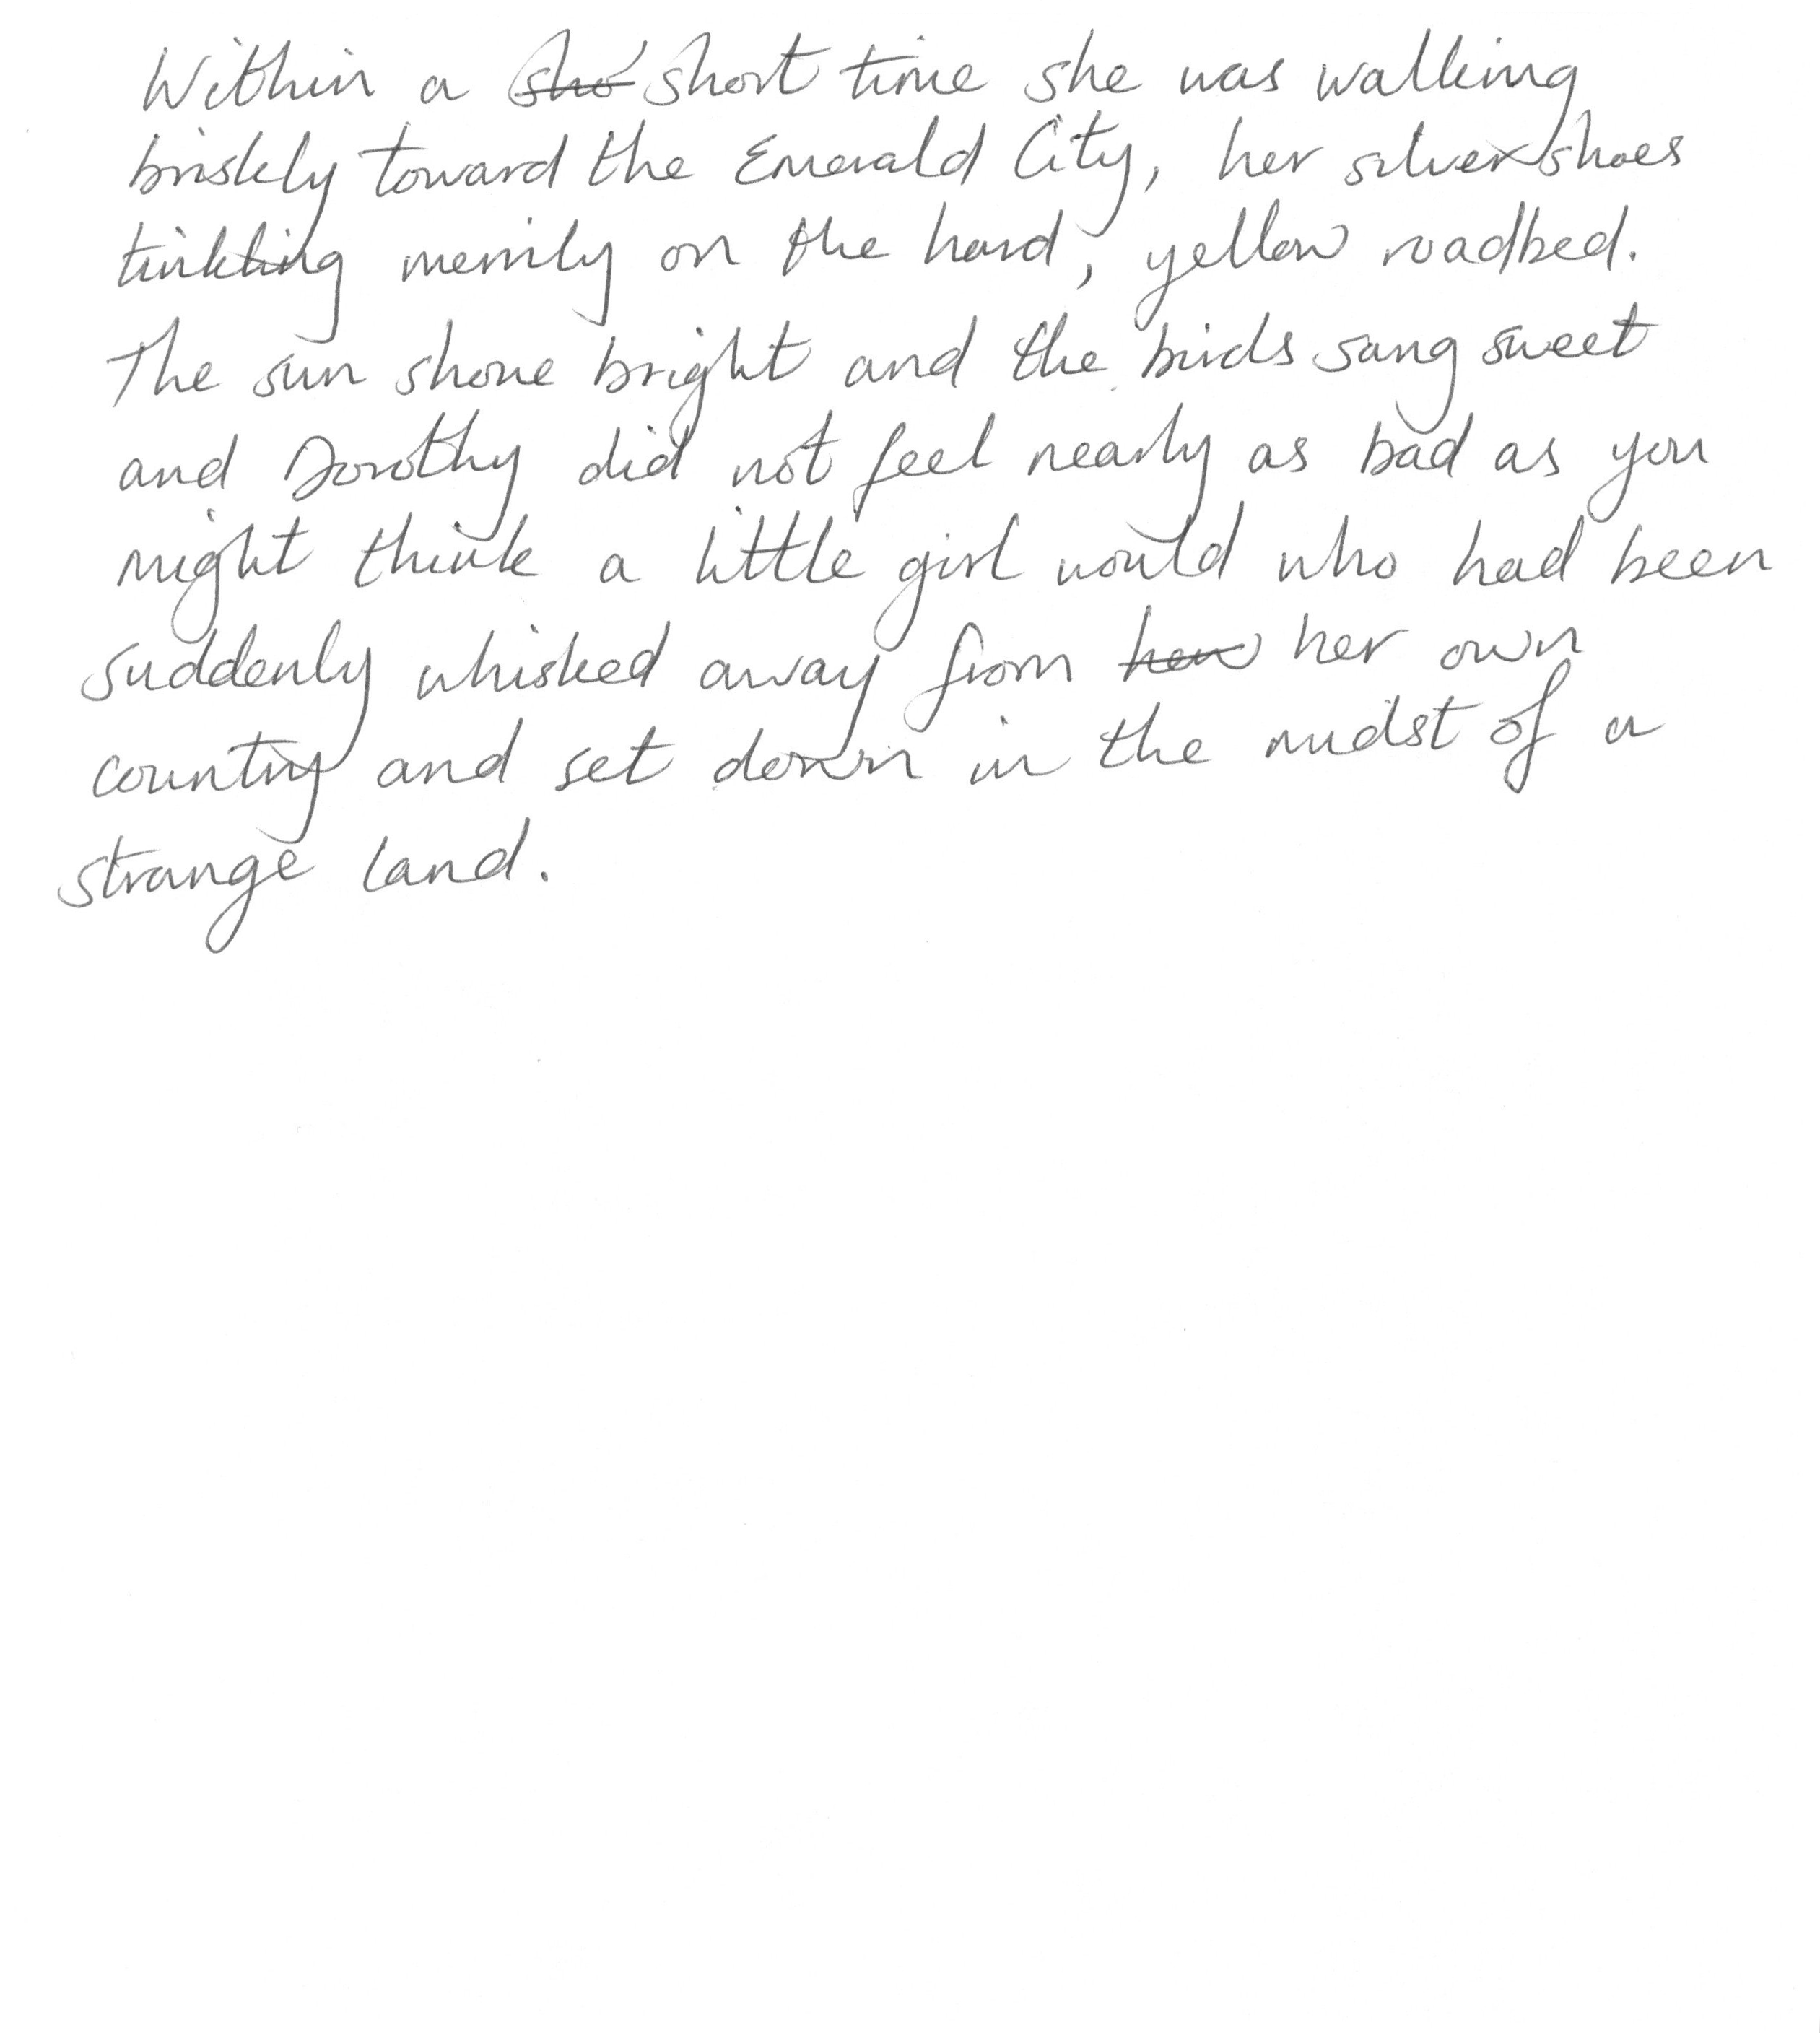 Within a sho short time she was walking
briskly toward the Emerald City, her silver shoes
tinkling merrily on the hard, yellow roadbed.
The sun shone bright and the birds sang sweet
and Dorothy did not feel nearly as bad as you
might think a little girl would who had been
suddenly whisked away from how her own
country and set down in the midst of a
strange land.